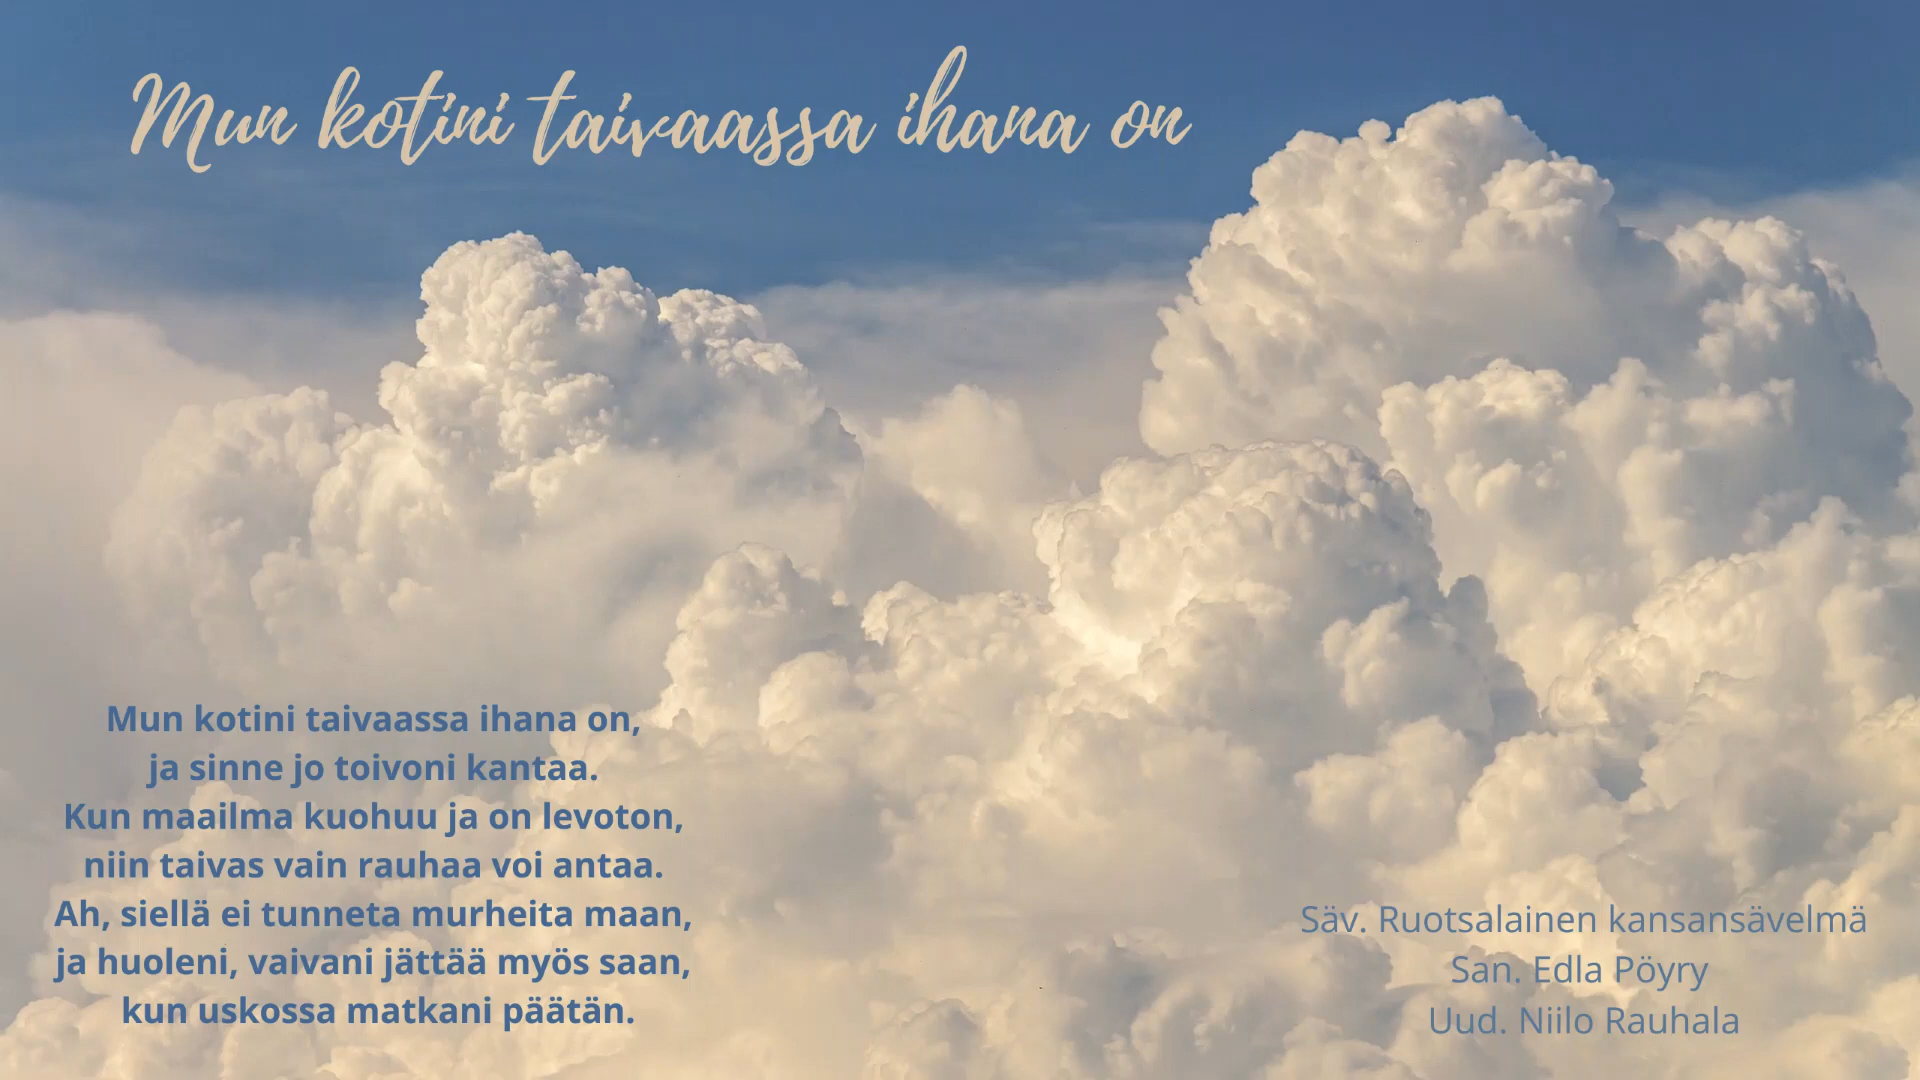 Mun kotini taivaassa ihana on
Mun kotini taivaassa ihana on,
ja sinne jo toivoni kantaa.
Kun maailma kuohuu ja on levoton,
niin taivas vain rauhaa voi antaa.
Ah, siellä ei tunneta murheita maan,
ja huoleni, vaivani jättää myös saan,
kun uskossa matkani päätän.
Säv. Ruotsalainen kansansävelmä
San. Edla Pöyry
Uud. Niilo Rauhala